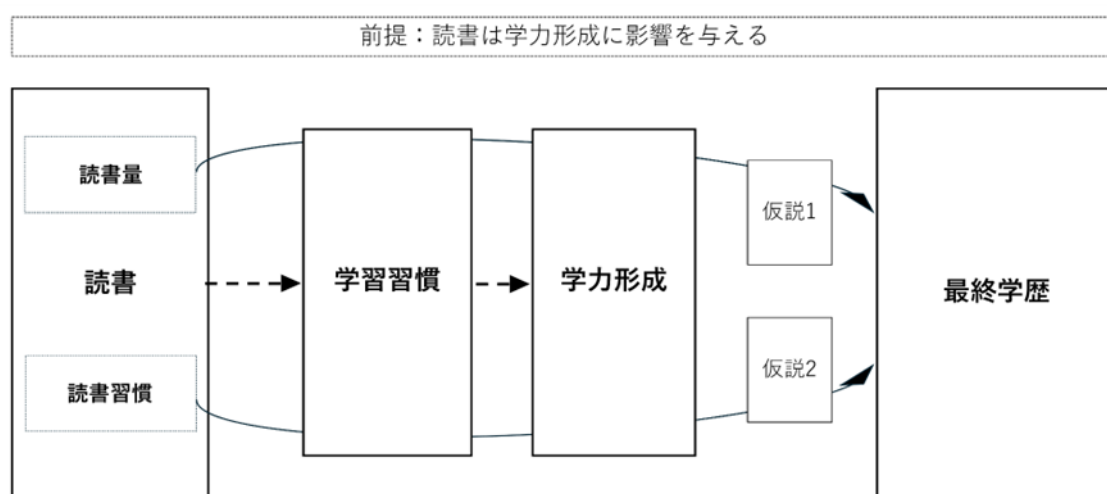 前提：読書は学力形成に影響を与える
読書量
読書
読書習慣
学習習慣
学力形成
仮説1
仮説2
最終学歴